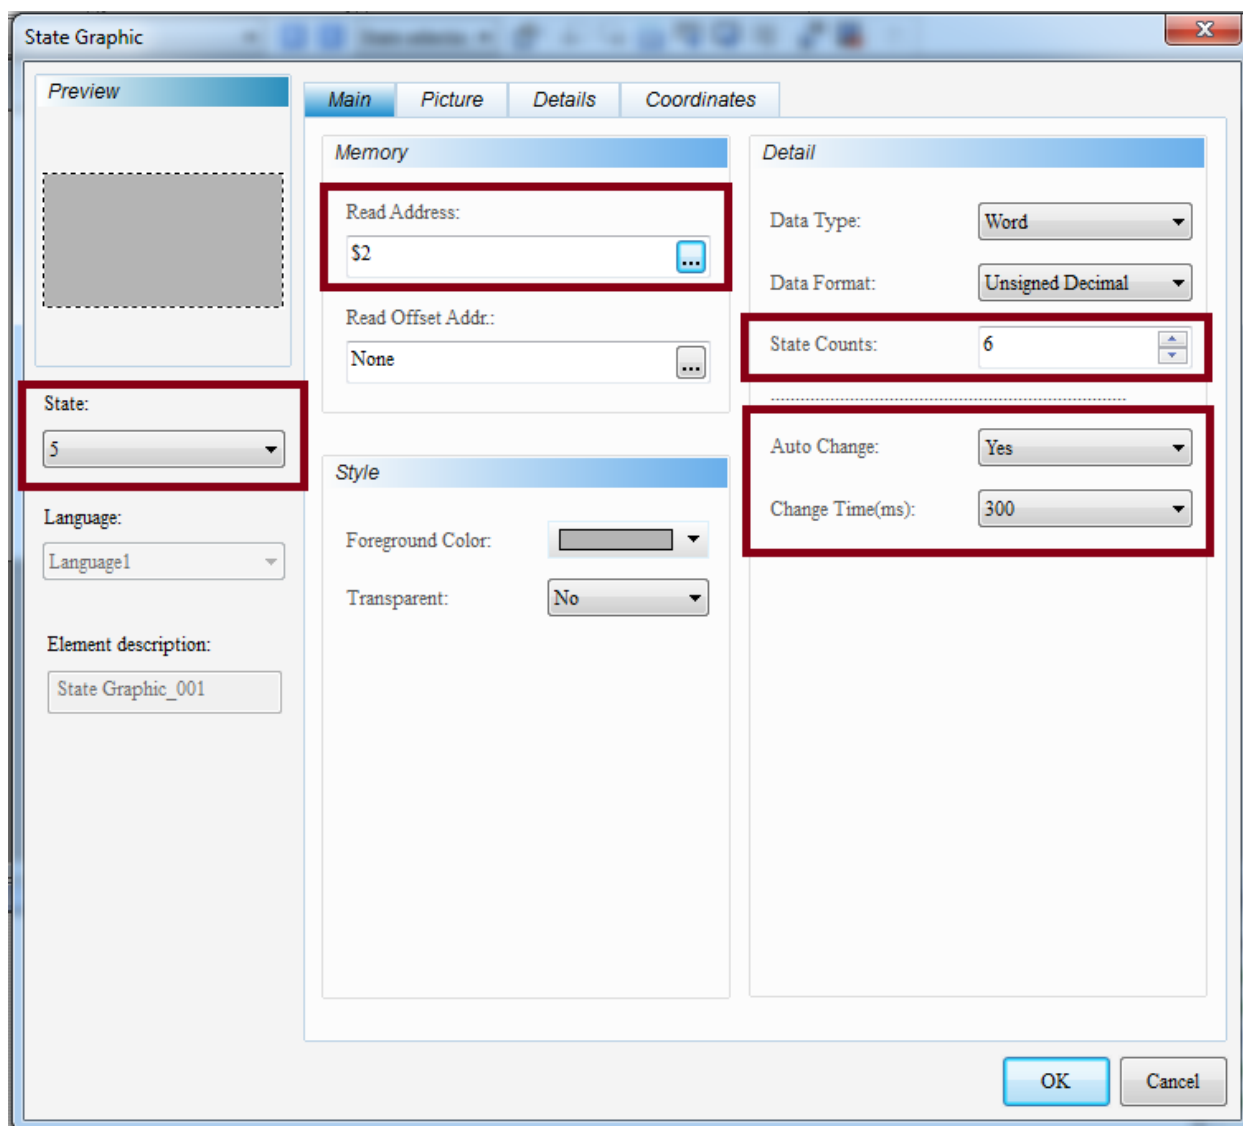 State Graphic
Preview
State:
5
Language:
Language1
Element description:
State Graphic_001
Main Picture Details Coordinates
Memory
Read Address:
$2
...
Read Offset Addr.:
None
...
Style
Foreground Color:
Transparent: No
Detail
Data Type: Word
Data Format: Unsigned Decimal
State Counts: 6
Auto Change: Yes
Change Time(ms): 300
OK Cancel